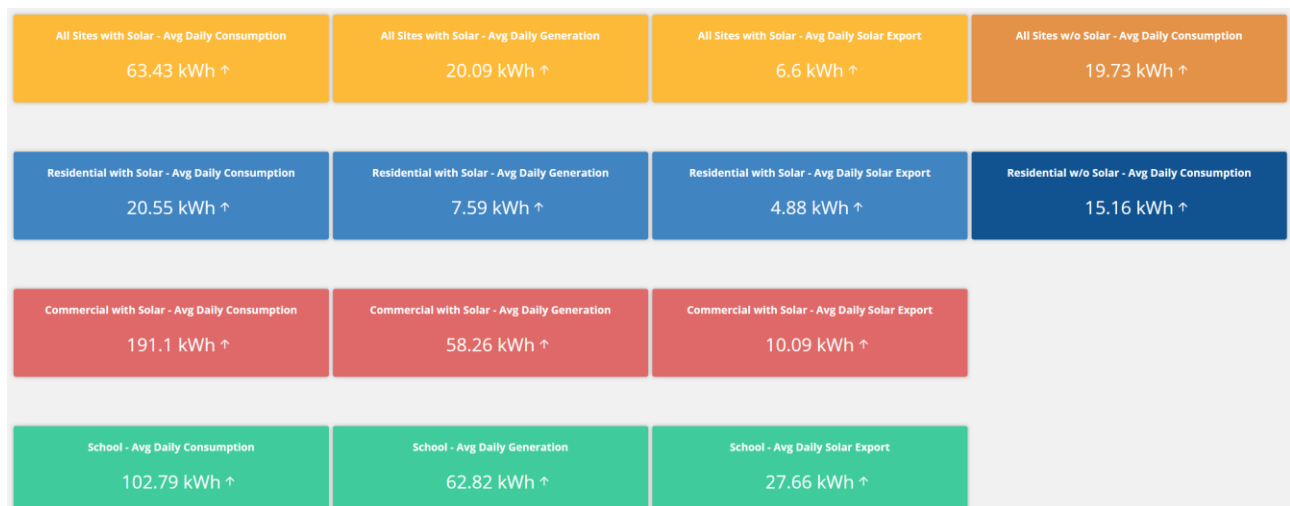 All Sites with Solar - Avg Daily Consumption
63.43 kWh ↑
All Sites with Solar - Avg Daily Generation
20.09 kWh ↑
All Sites with Solar - Avg Daily Solar Export
6.6 kWh ↑
All Sites w/o Solar - Avg Daily Consumption
19.73 kWh ↑
Residential with Solar - Avg Daily Consumption
20.55 kWh ↑
Residential with Solar - Avg Daily Generation
7.59 kWh ↑
Residential with Solar - Avg Daily Solar Export
4.88 kWh ↑
Residential w/o Solar - Avg Daily Consumption
15.16 kWh ↑
Commercial with Solar - Avg Daily Consumption
191.1 kWh ↑
Commercial with Solar - Avg Daily Generation
58.26 kWh ↑
Commercial with Solar - Avg Daily Solar Export
10.09 kWh ↑
School - Avg Daily Consumption
102.79 kWh ↑
School - Avg Daily Generation
62.82 kWh ↑
School - Avg Daily Solar Export
27.66 kWh ↑